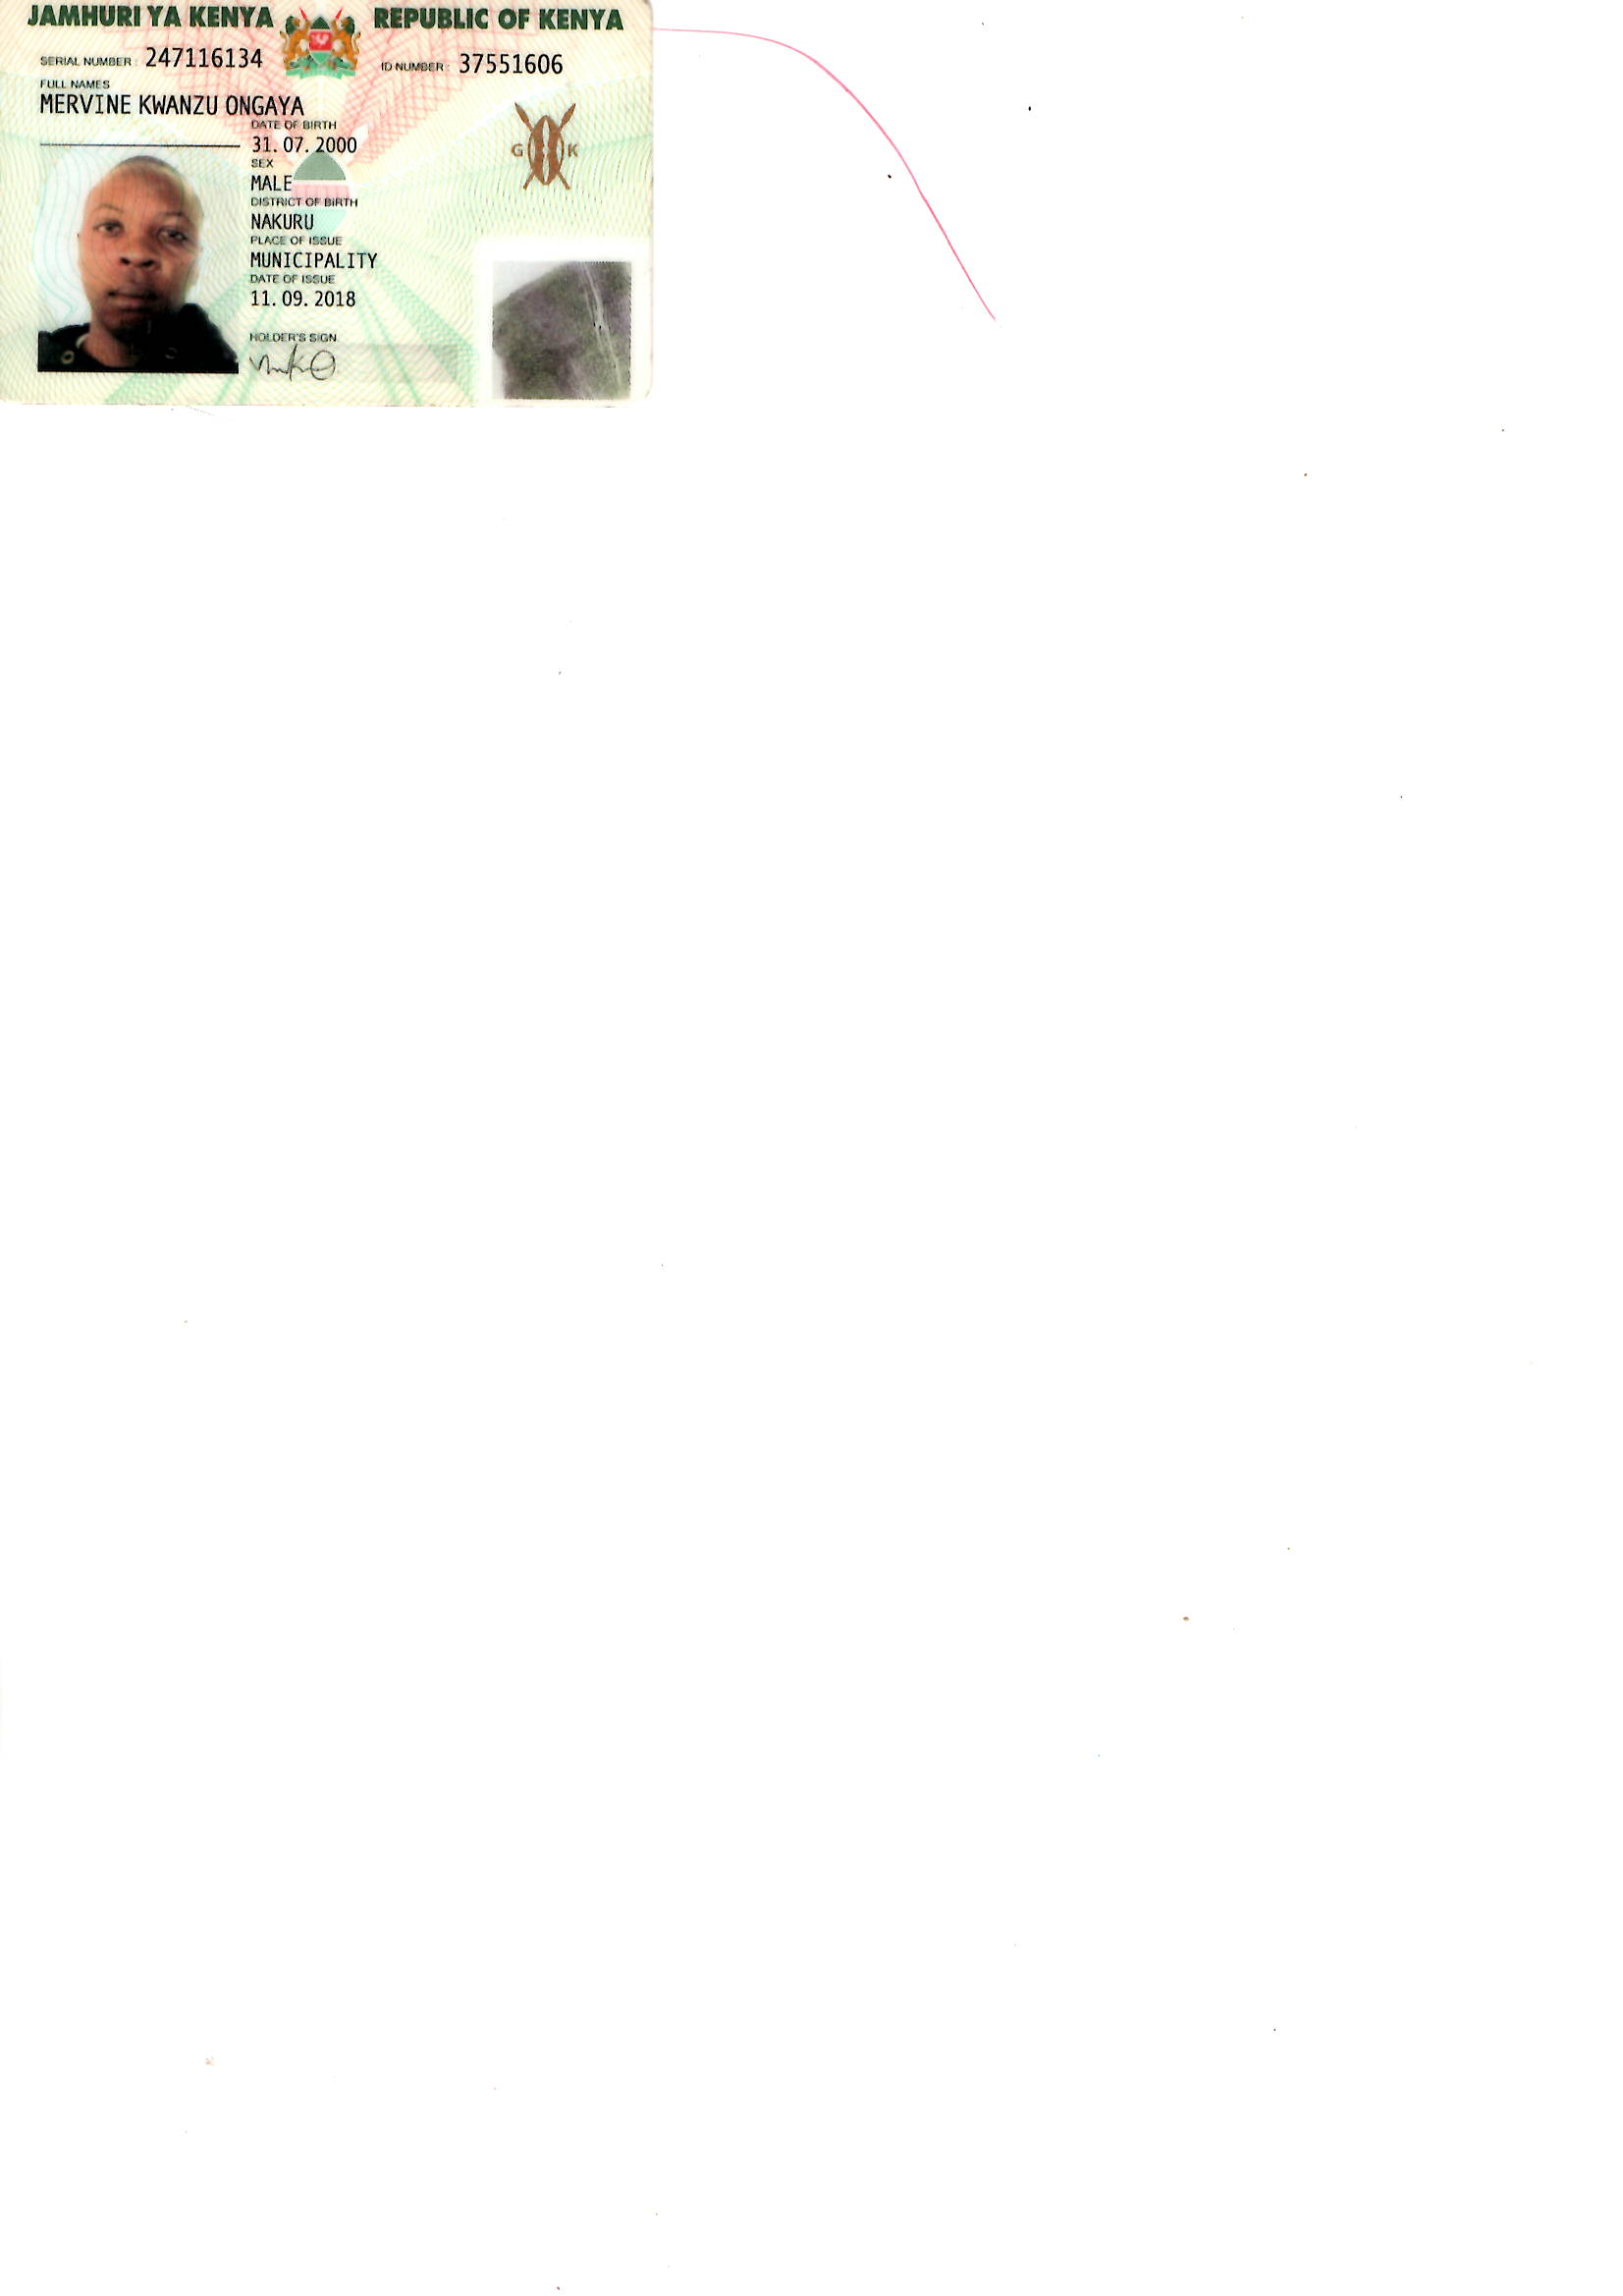 JAMHURI YA KENYA REPUBLIC OF KENYA
SERIAL NUMBER : 247116134 ID NUMBER : 37551606
FULL NAMES
MERVINE KWANZU ONGAYA
DATE OF BIRTH
31. 07. 2000
SEX
MALE
G K
DISTRICT OF BIRTH
NAKURU
PLACE OF ISSUE
MUNICIPALITY
DATE OF ISSUE
11. 09. 2018
HOLDER'S SIGN